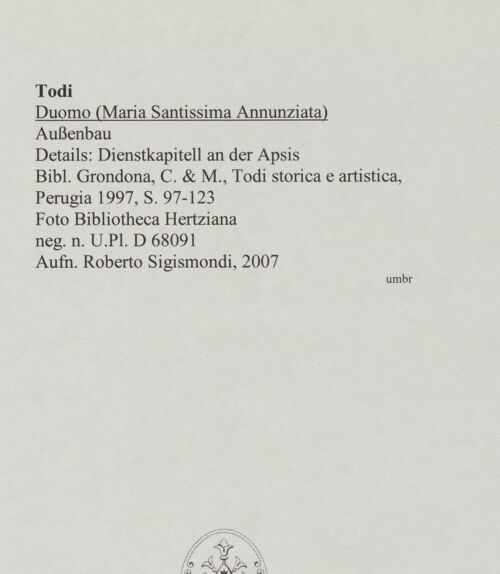 Todi
Duomo (Maria Santissima Annunziata)
Außenbau
Details: Dienstkapitell an der Apsis
Bibl. Grondona, C. & M., Todi storica e artistica,
Perugia 1997, S. 97-123
Foto Bibliotheca Hertziana
neg. n. U.Pl. D 68091
Aufn. Roberto Sigismondi, 2007
umbr